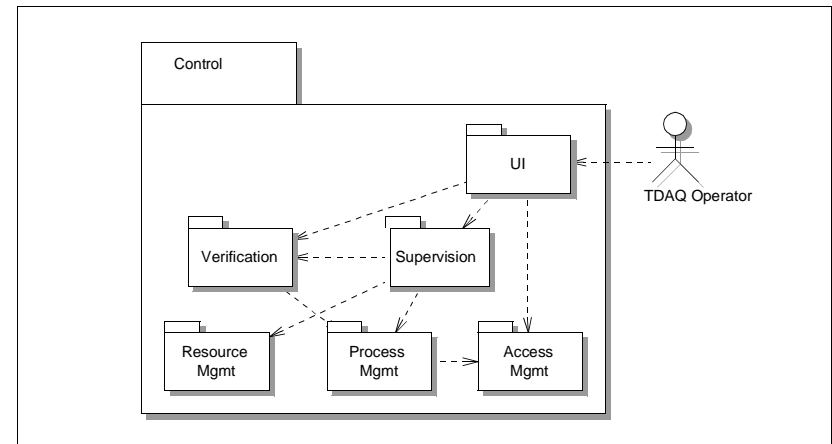 Control
UI
TDAQ Operator
Verification
Supervision
Resource
Mgmt
Process
Mgmt
Access
Mgmt